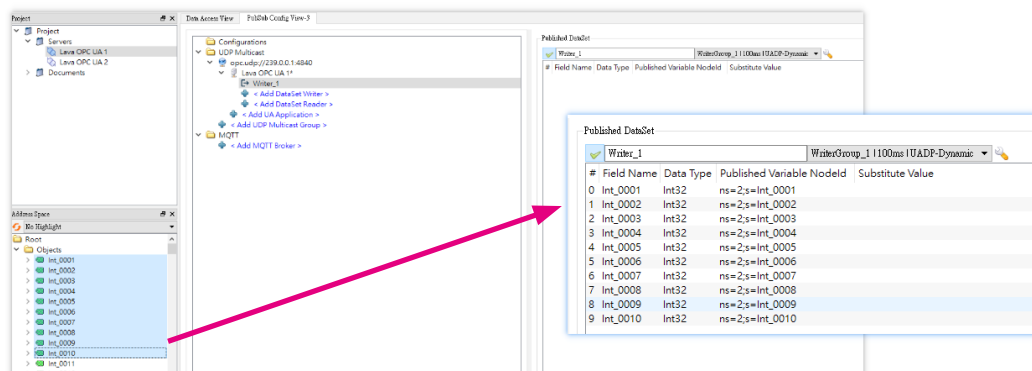 Project
Project
Servers
Lava OPC UA 1
Lava OPC UA 2
Documents
Address Space
No Highlight
Root
Objects
Int_0001
Int_0002
Int_0003
Int_0004
Int_0005
Int_0006
Int_0007
Int_0008
Int_0009
Int_0010
Int_0011
Data Access View
PubSub Config View-3
Configurations
UDP Multicast
opc.udp://239.0.0.1:4840
Lava OPC UA 1*
Writer_1
< Add DataSet Writer >
< Add DataSet Reader >
< Add UA Application >
< Add UDP Multicast Group >
MQTT
< Add MQTT Broker >
Published DataSet
Writer_1 WriterGroup_1 | 100ms | UADP-Dynamic
# Field Name Data Type Published Variable NodeId Substitute Value
Published DataSet
Writer_1 WriterGroup_1 | 100ms | UADP-Dynamic
# Field Name Data Type Published Variable NodeId Substitute Value
0 Int_0001 Int32 ns=2;s=Int_0001
1 Int_0002 Int32 ns=2;s=Int_0002
2 Int_0003 Int32 ns=2;s=Int_0003
3 Int_0004 Int32 ns=2;s=Int_0004
4 Int_0005 Int32 ns=2;s=Int_0005
5 Int_0006 Int32 ns=2;s=Int_0006
6 Int_0007 Int32 ns=2;s=Int_0007
7 Int_0008 Int32 ns=2;s=Int_0008
8 Int_0009 Int32 ns=2;s=Int_0009
9 Int_0010 Int32 ns=2;s=Int_0010